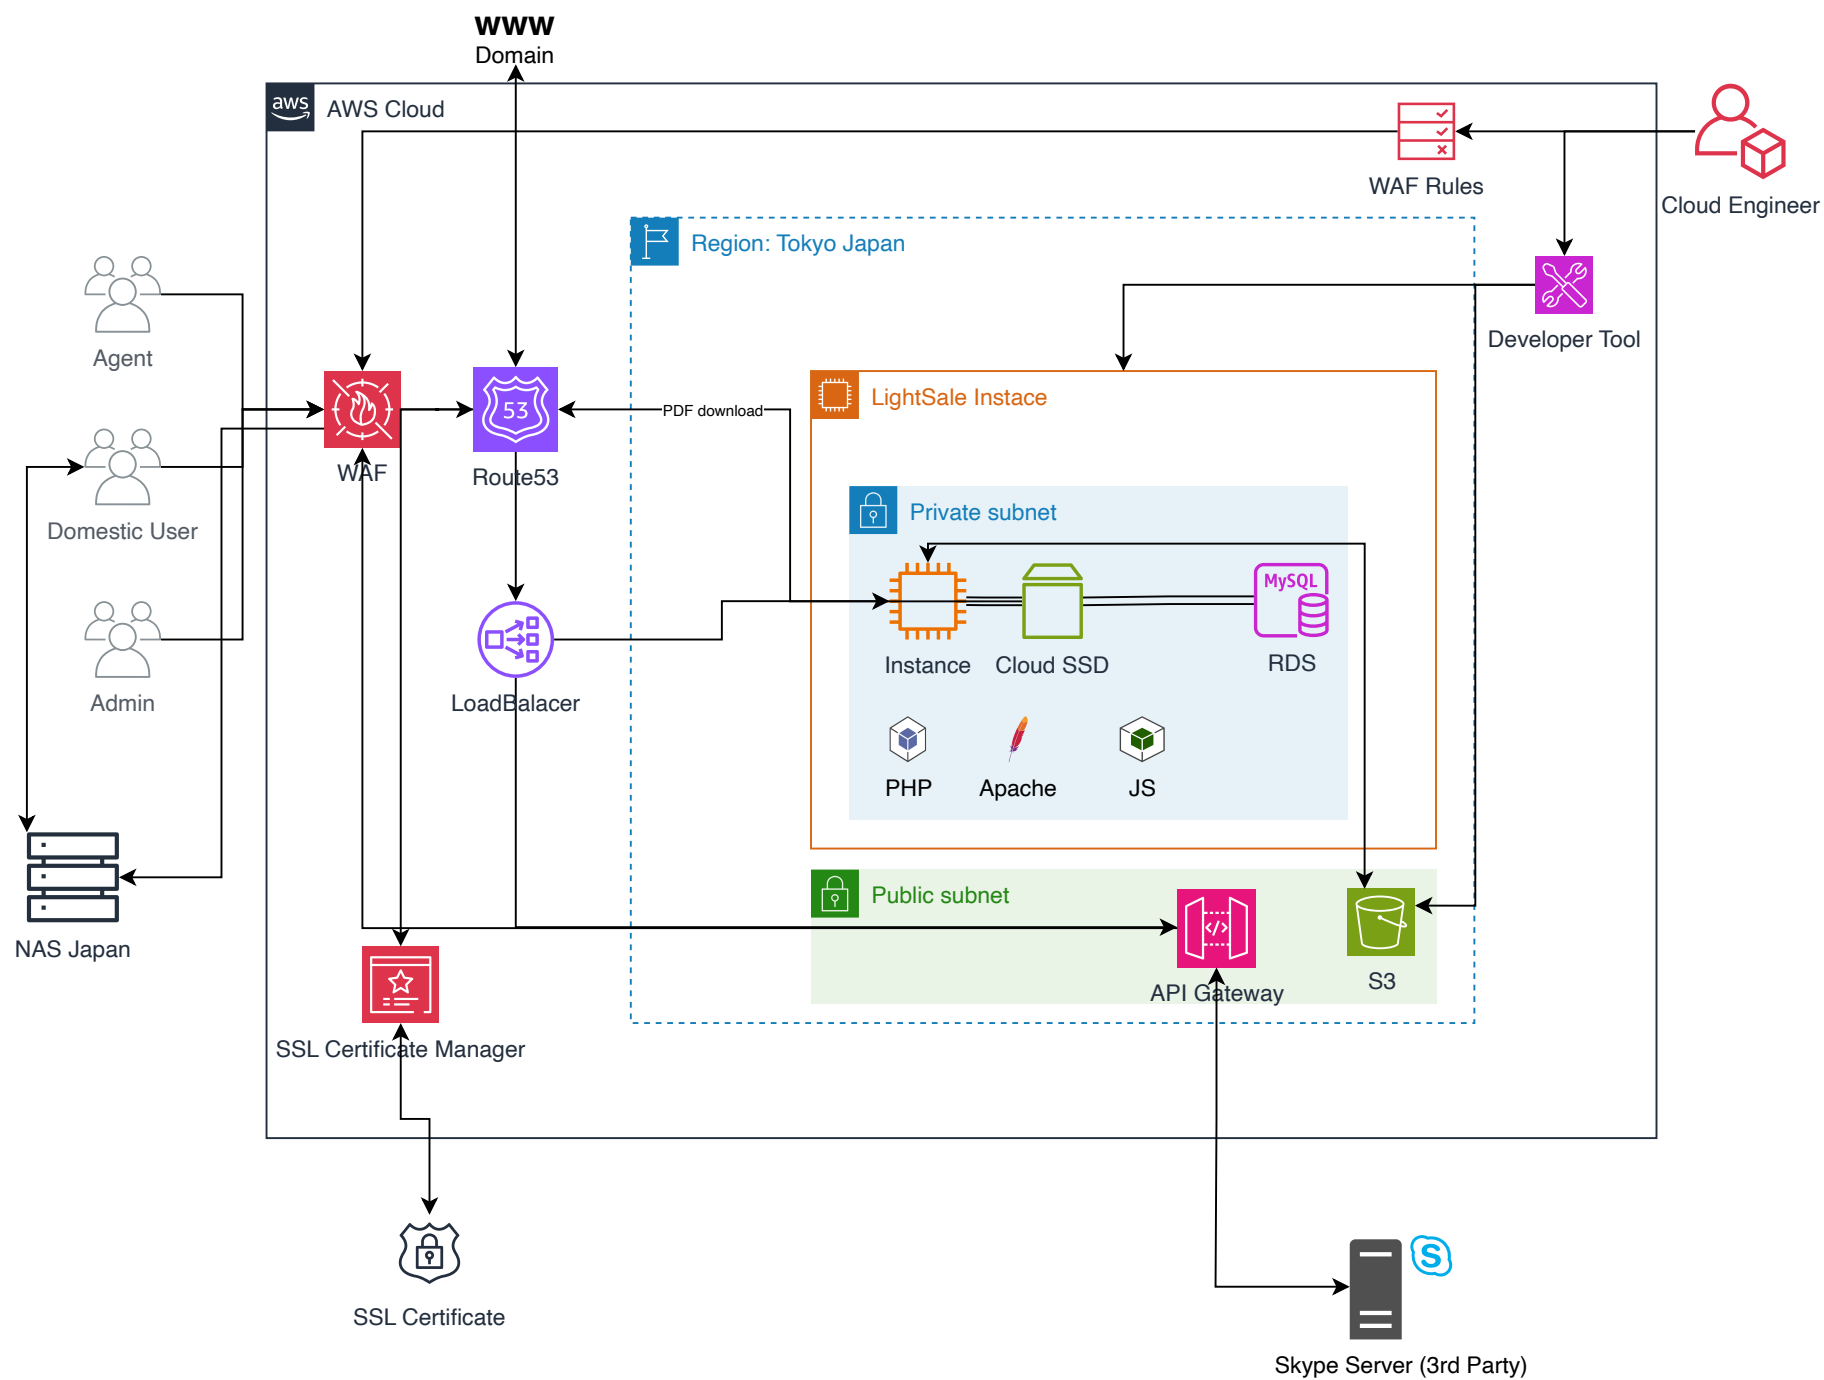 www
Domain
aws
AWS Cloud
WAF Rules
Cloud Engineer
Region: Tokyo Japan
Developer Tool
Agent
LightSale Instace
53
PDF download
WAF
Route53
Domestic User
Private subnet
MySQL
Instance
Cloud SSD
RDS
Admin
LoadBalacer
PHP
Apache
JS
Public subnet
</>
NAS Japan
API Gateway
S3
SSL Certificate Manager
S
SSL Certificate
Skype Server (3rd Party)